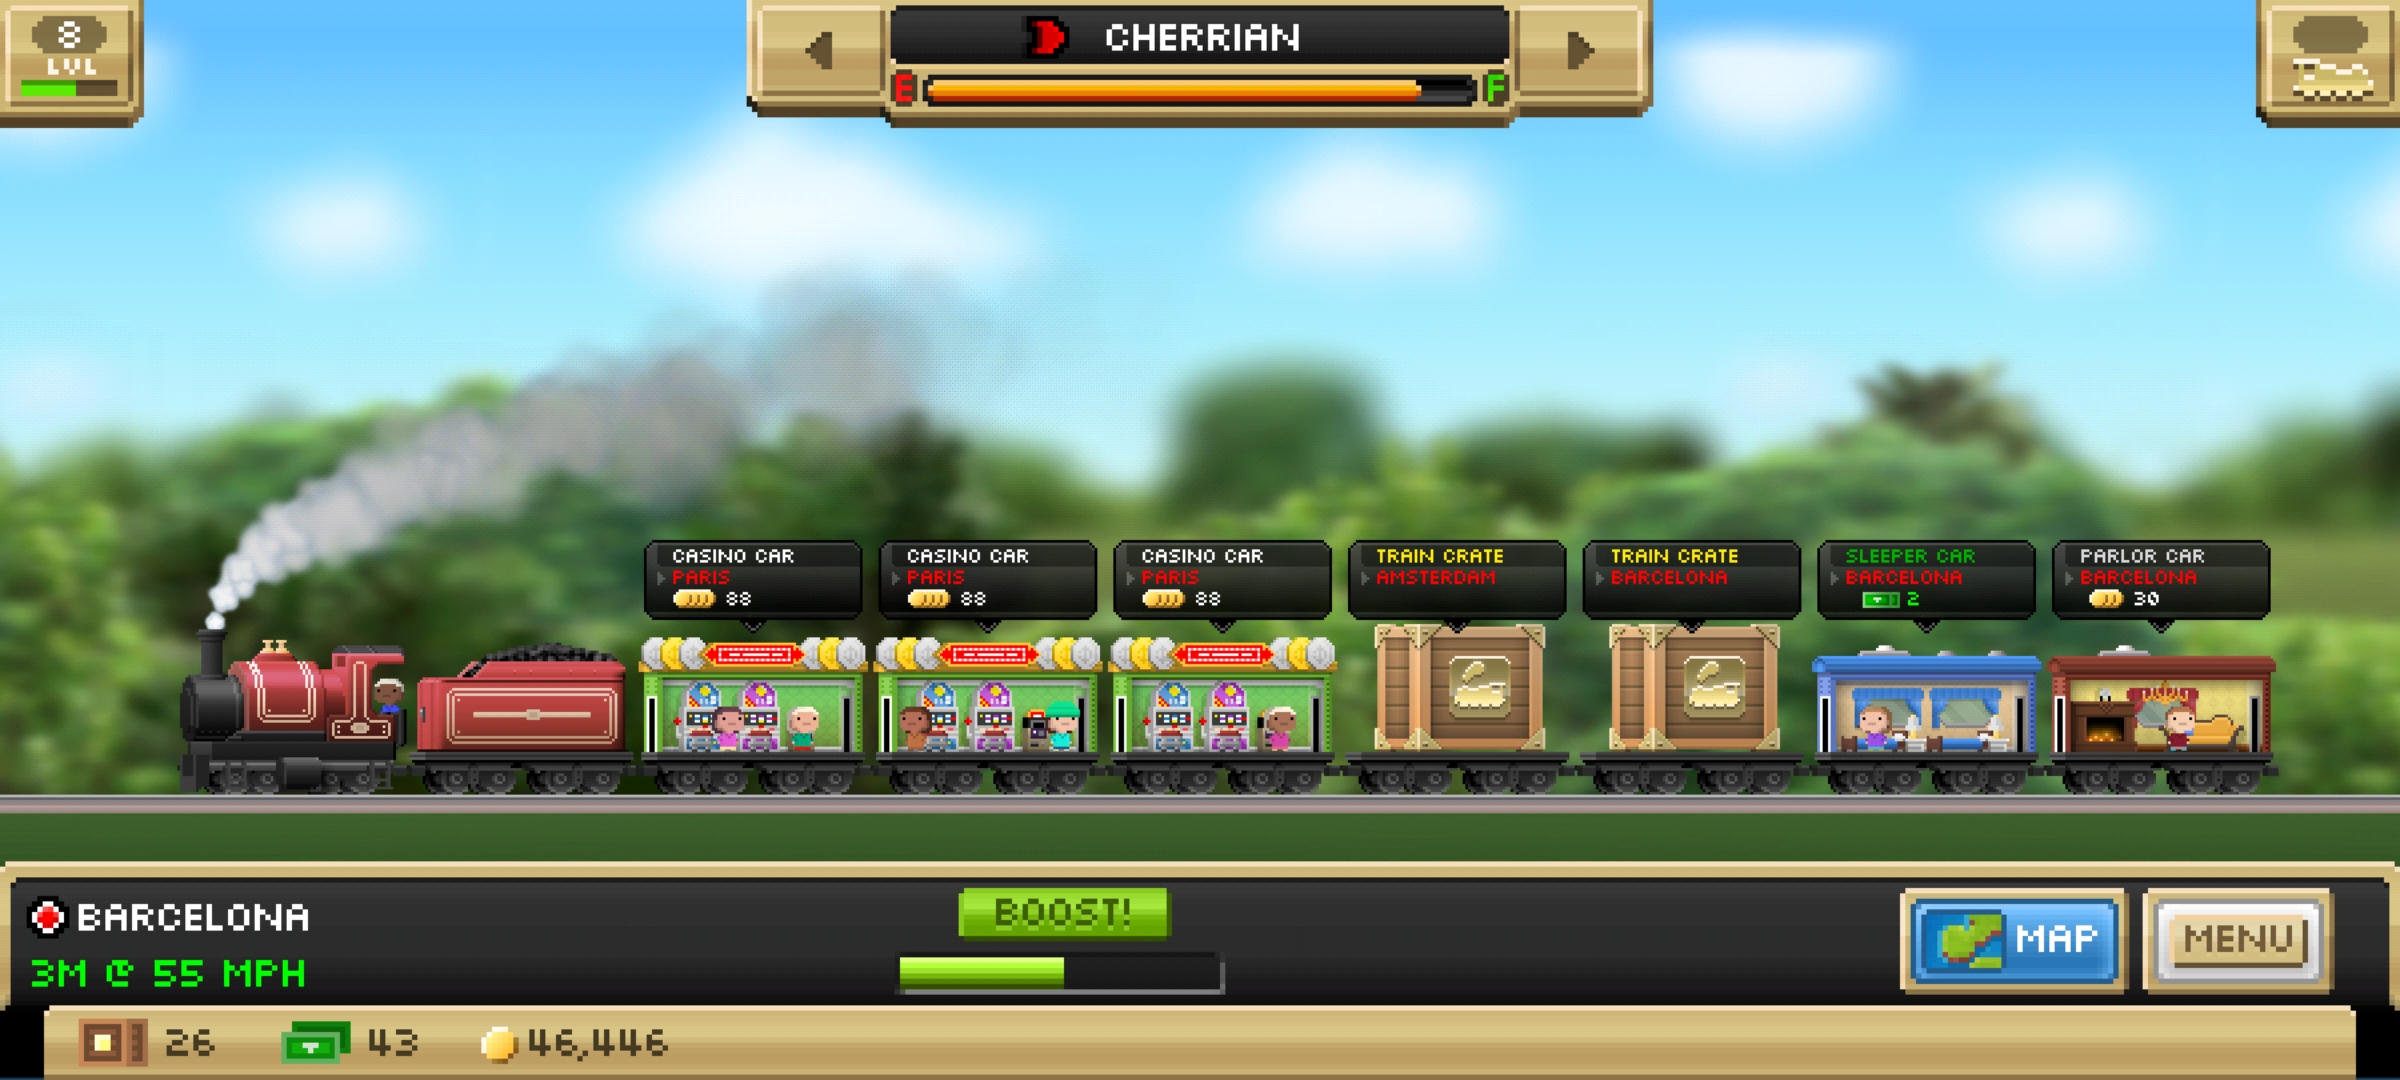 8
LVL
CHERRIAN
E F
CASINO CAR
PARIS
88
CASINO CAR
PARIS
88
CASINO CAR
PARIS
88
TRAIN CRATE
AMSTERDAM
TRAIN CRATE
BARCELONA
SLEEPER CAR
BARCELONA
2
PARLOR CAR
BARCELONA
30
BARCELONA
3M @ 55 MPH
BOOST!
MAP
MENU
26
43
46,446